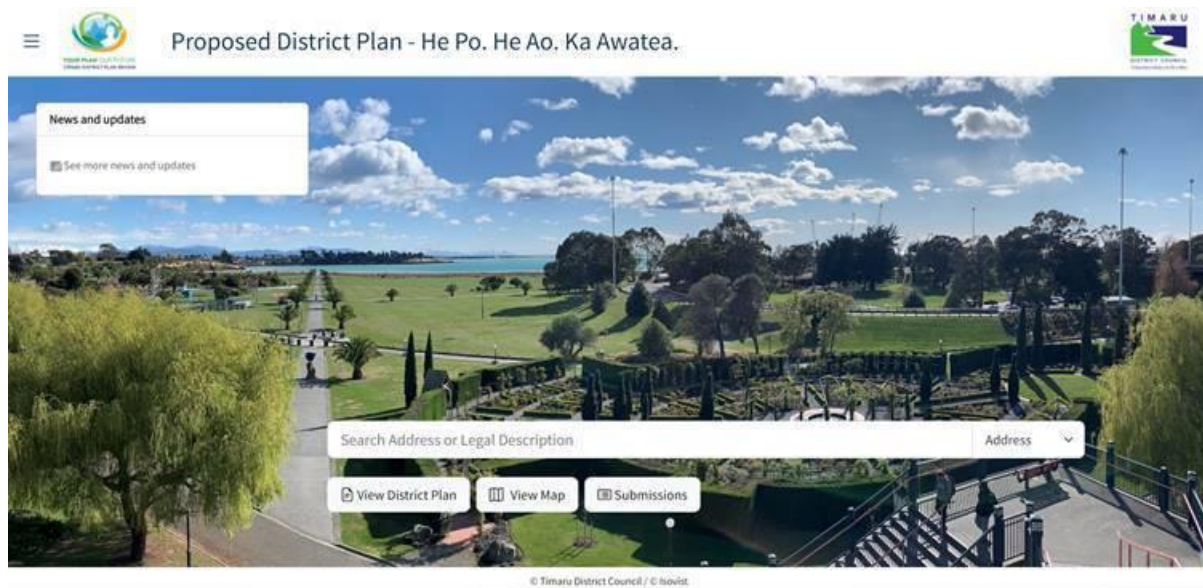 Proposed District Plan - He Po. He Ao. Ka Awatea.
TIMARU
DISTRICT COUNCIL
News and updates
See more news and updates
Search Address or Legal Description
Address
View District Plan
View Map
Submissions
© Timaru District Council / © Isovist